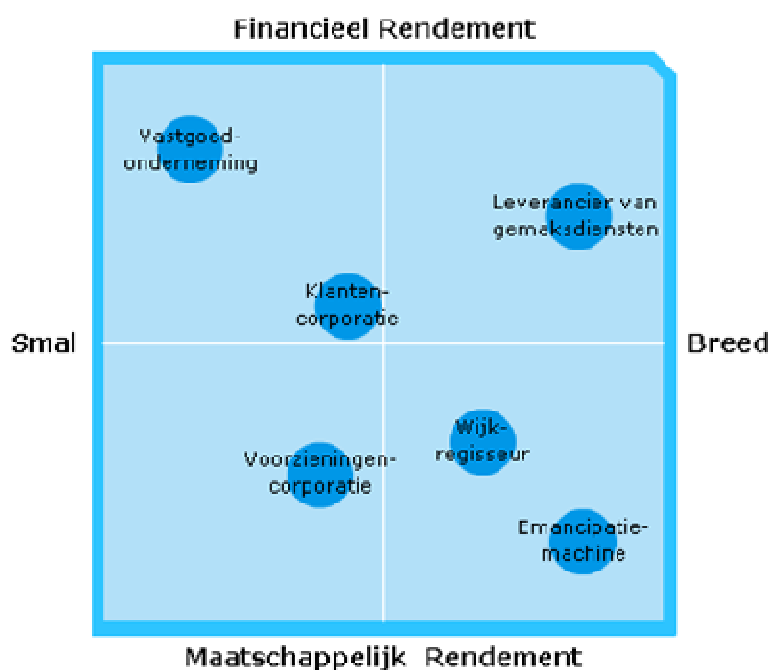 Financieel Rendement
Vastgoed-
onderneming
Leverancier van
gemaksdiensten
Klanten-
corporatie
Smal
Breed
Wijk-
regisseur
Voorzieningen-
corporatie
Emancipatie-
machine
Maatschappelijk Rendement